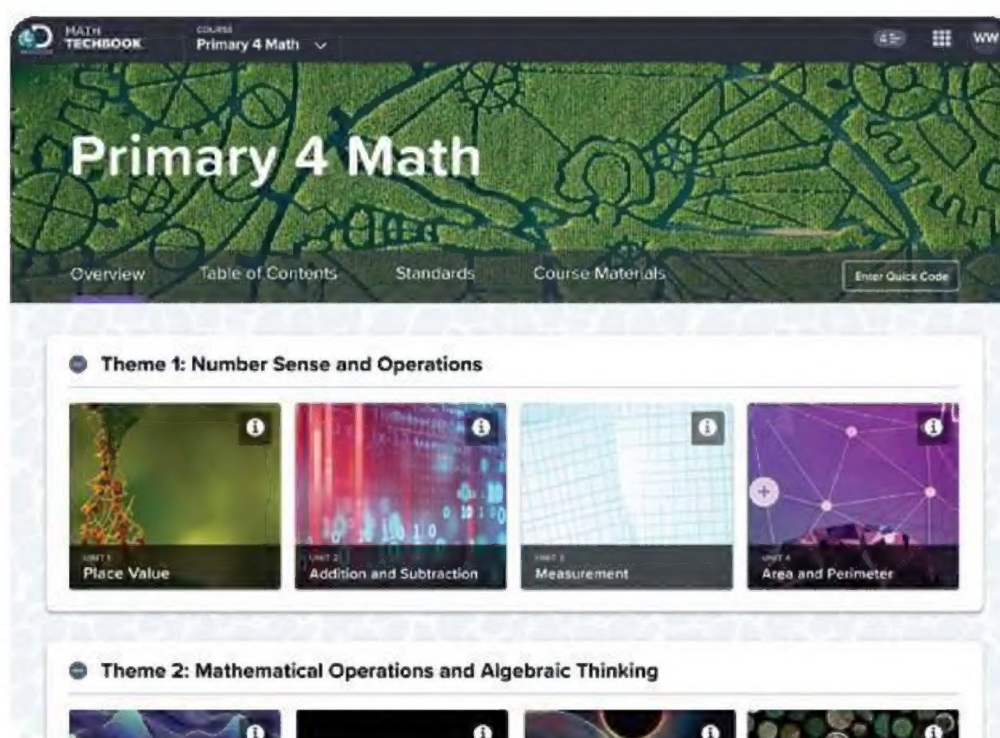 MATH
TECHBOOK
COURSE
Primary 4 Math
WW
Primary 4 Math
Overview
Table of Contents
Standards
Course Materials
Enter Quick Code
Theme 1: Number Sense and Operations
UNIT 1
Place Value
UNIT 2
Addition and Subtraction
UNIT 3
Measurement
UNIT 4
Area and Perimeter
Theme 2: Mathematical Operations and Algebraic Thinking